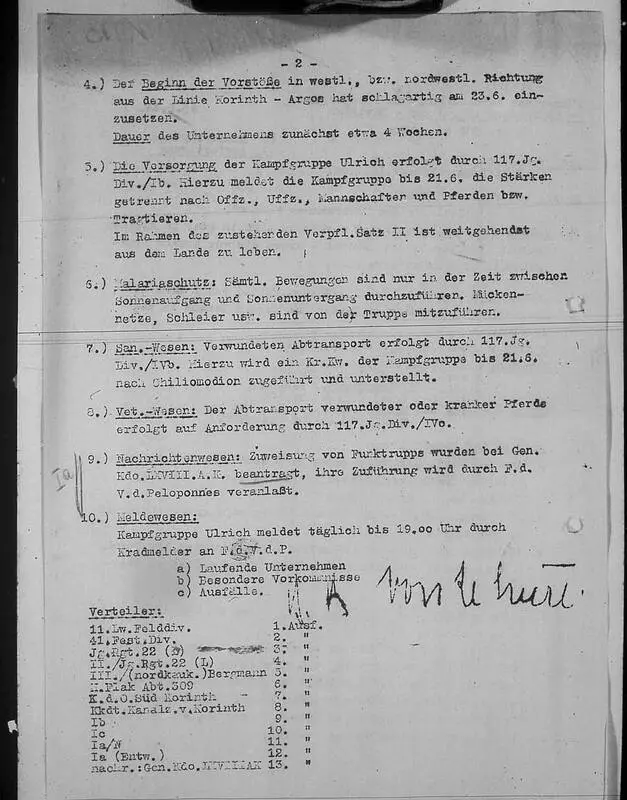 - 2 -
4.) Der Beginn der Vorstöße in westl., bzw. nordwestl. Richtung
aus der Linie Korinth - Argos hat schlagartig am 23.6. ein-
zusetzen.
Dauer des Unternehmens zunächst etwa 4 Wochen.
5.) Die Versorgung der Kampfgruppe Ulrich erfolgt durch 117.Jg.
Div./Ib. Hierzu meldet die Kampfgruppe bis 21.6. die Stärken
getrennt nach Offz., Uffz., Mannschaften und Pferden bzw.
Tragtieren.
Im Rahmen des zustehenden Verpfl.Satz II ist weitgehendst
aus dem Lande zu leben.
6.) Malariaschutz: Sämtl. Bewegungen sind nur in der Zeit zwischen
Sonnenaufgang und Sonnenuntergang durchzuführen. Mücken-
netze, Schleier usw. sind von der Truppe mitzuführen.
7.) San.-Wesen: Verwundeten Abtransport erfolgt durch 117.Jg.
Div./IVb. Hierzu wird ein Kr.Kw. der Kampfgruppe bis 21.6.
nach Chiliomodion zugeführt und unterstellt.
8.) Vet.-Wesen: Der Abtransport verwundeter oder kranker Pferde
erfolgt auf Anforderung durch 117.Jg.Div./IVc.
Ia
9.) Nachrichtenwesen: Zuweisung von Funktrupps wurden bei Gen.
Kdo.LXVIII.A.K. beantragt, ihre Zuführung wird durch F.d.
V.d.Peloponnes veranlaßt.
10.) Meldewesen:
Kampfgruppe Ulrich meldet täglich bis 19.00 Uhr durch
Kradmelder an F.d.V.d.P.
a) Laufende Unternehmen
b) Besondere Vorkomnisse
c) Ausfälle.
Verteiler:
11.Lw.Felddiv. 1.Ausf.
41.Fest.Div. 2. "
Jg.Rgt.22 3. "
II./Jg.Rgt.22 (L) 4. "
III./(nordkauk.)Bergmann 5. "
H.Flak Abt.309 6. "
K.d.O.Süd Korinth 7. "
Kkdt.Kanalz.v.Korinth 8. "
Ib 9. "
Ic 10. "
Ia/N 11. "
Ia (Entw.) 12. "
nachr.:Gen.Kdo.LXVIIIAK 13. "